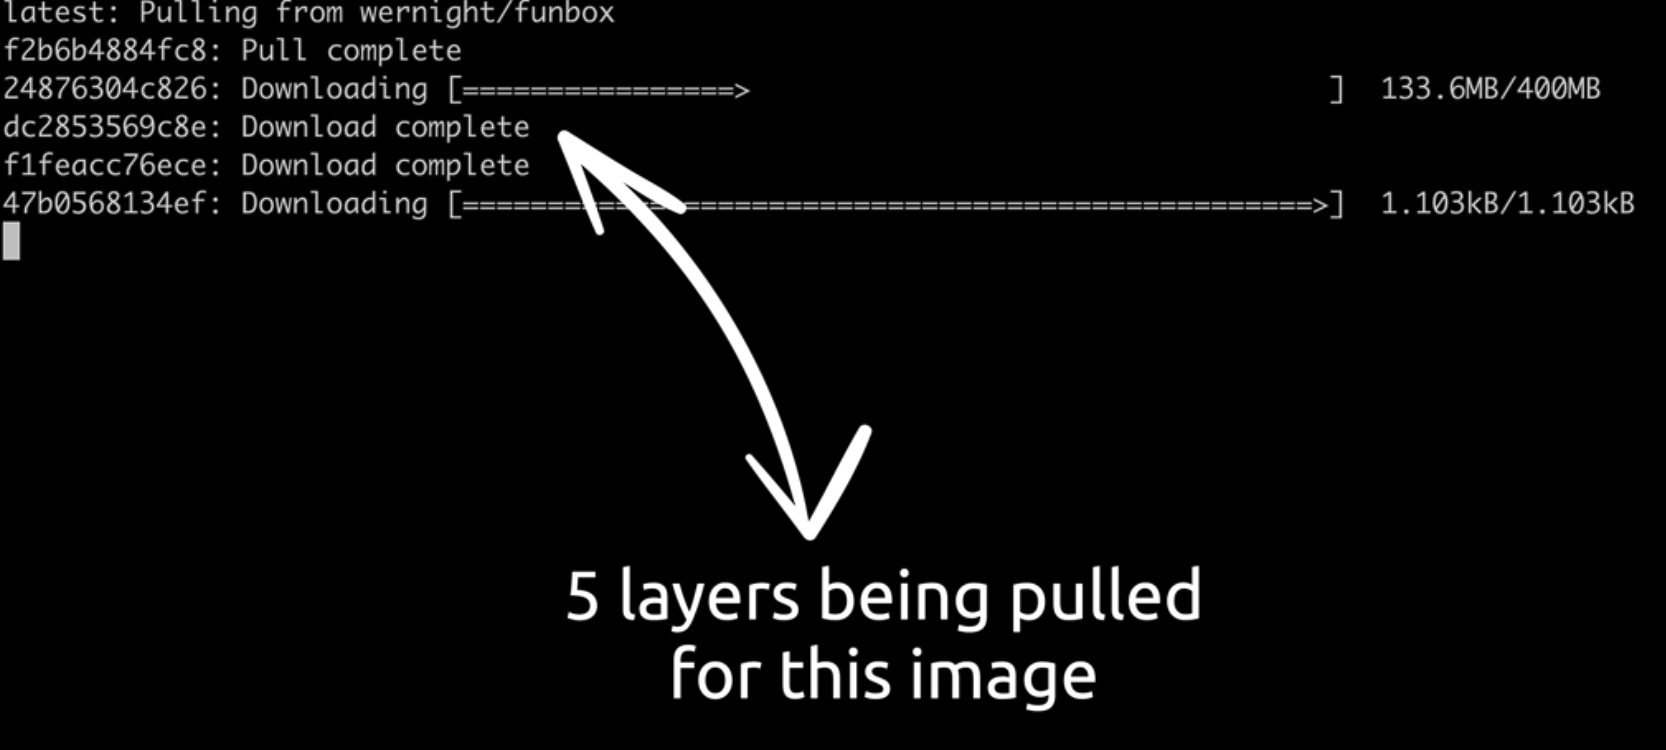 latest: Pulling from wernight/funbox
f2b6b4884fc8: Pull complete
24876304c826: Downloading [================>                                  ]  133.6MB/400MB
dc2853569c8e: Download complete
f1feacc76ece: Download complete
47b0568134ef: Downloading [==================================================>]  1.103kB/1.103kB
5 layers being pulled
for this image